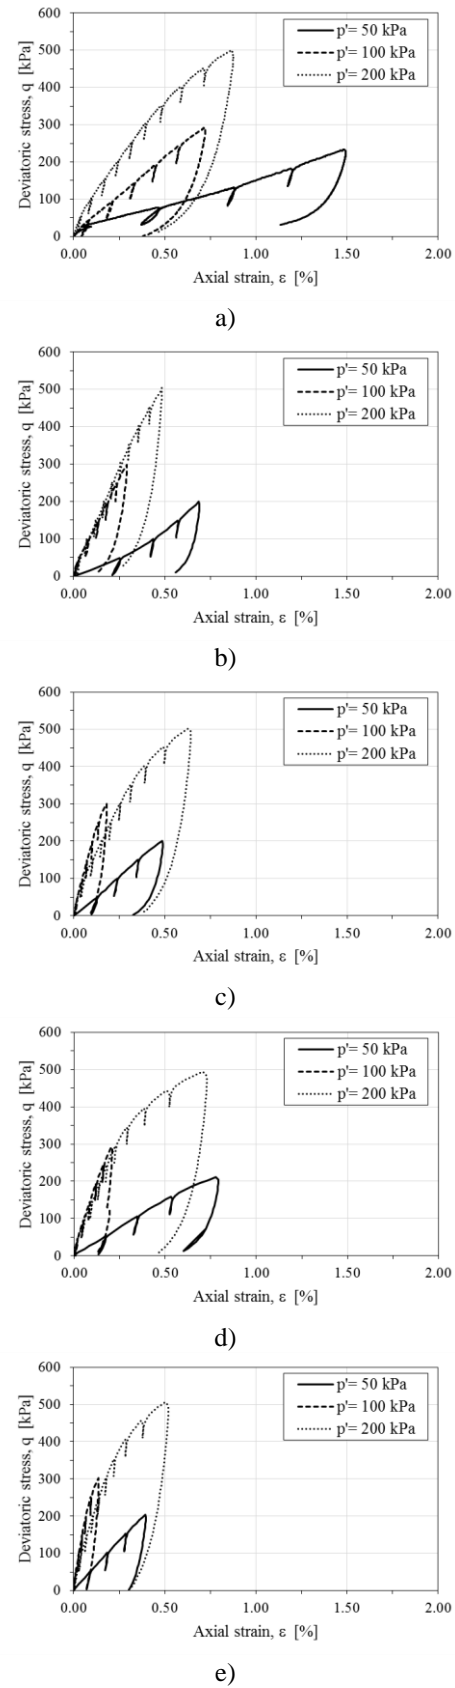 600
500
400
300
200
100
0
Deviatoric stress, q [kPa]
p'= 50 kPa
p'= 100 kPa
p'= 200 kPa
0.00 0.50 1.00 1.50 2.00
Axial strain, ε [%]
a)
600
500
400
300
200
100
0
Deviatoric stress, q [kPa]
p'= 50 kPa
p'= 100 kPa
p'= 200 kPa
0.00 0.50 1.00 1.50 2.00
Axial strain, ε [%]
b)
600
500
400
300
200
100
0
Deviatoric stress, q [kPa]
p'= 50 kPa
p'= 100 kPa
p'= 200 kPa
0.00 0.50 1.00 1.50 2.00
Axial strain, ε [%]
c)
600
500
400
300
200
100
0
Deviatoric stress, q [kPa]
p'= 50 kPa
p'= 100 kPa
p'= 200 kPa
0.00 0.50 1.00 1.50 2.00
Axial strain, ε [%]
d)
600
500
400
300
200
100
0
Deviatoric stress, q [kPa]
p'= 50 kPa
p'= 100 kPa
p'= 200 kPa
0.00 0.50 1.00 1.50 2.00
Axial strain, ε [%]
e)